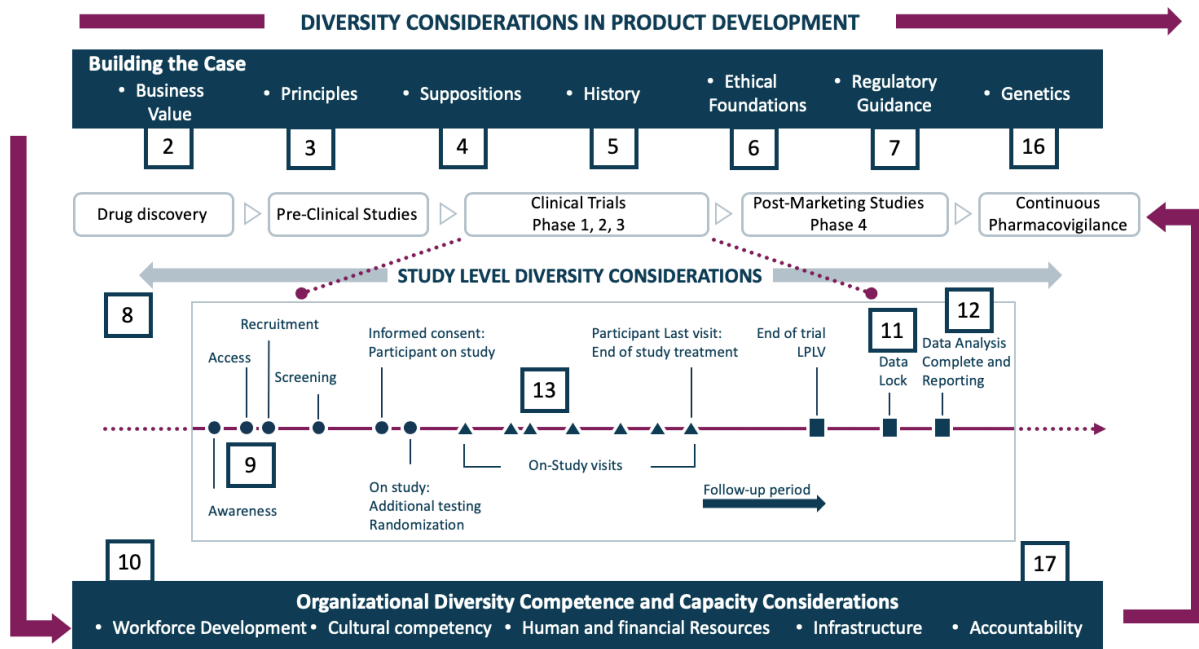 DIVERSITY CONSIDERATIONS IN PRODUCT DEVELOPMENT
Building the Case
• Business
Value
• Principles
• Suppositions
• History
• Ethical
Foundations
• Regulatory
Guidance
• Genetics
2
3
4
5
6
7
16
Drug discovery
Pre-Clinical Studies
Clinical Trials
Phase 1, 2, 3
Post-Marketing Studies
Phase 4
Continuous
Pharmacovigilance
STUDY LEVEL DIVERSITY CONSIDERATIONS
8
Recruitment
Access
Screening
Informed consent:
Participant on study
13
Participant Last visit:
End of study treatment
End of trial
LPLV
11
Data
Lock
12
Data Analysis
Complete and
Reporting
9
Awareness
On study:
Additional testing
Randomization
On-Study visits
Follow-up period
10
17
Organizational Diversity Competence and Capacity Considerations
• Workforce Development • Cultural competency • Human and financial Resources • Infrastructure • Accountability